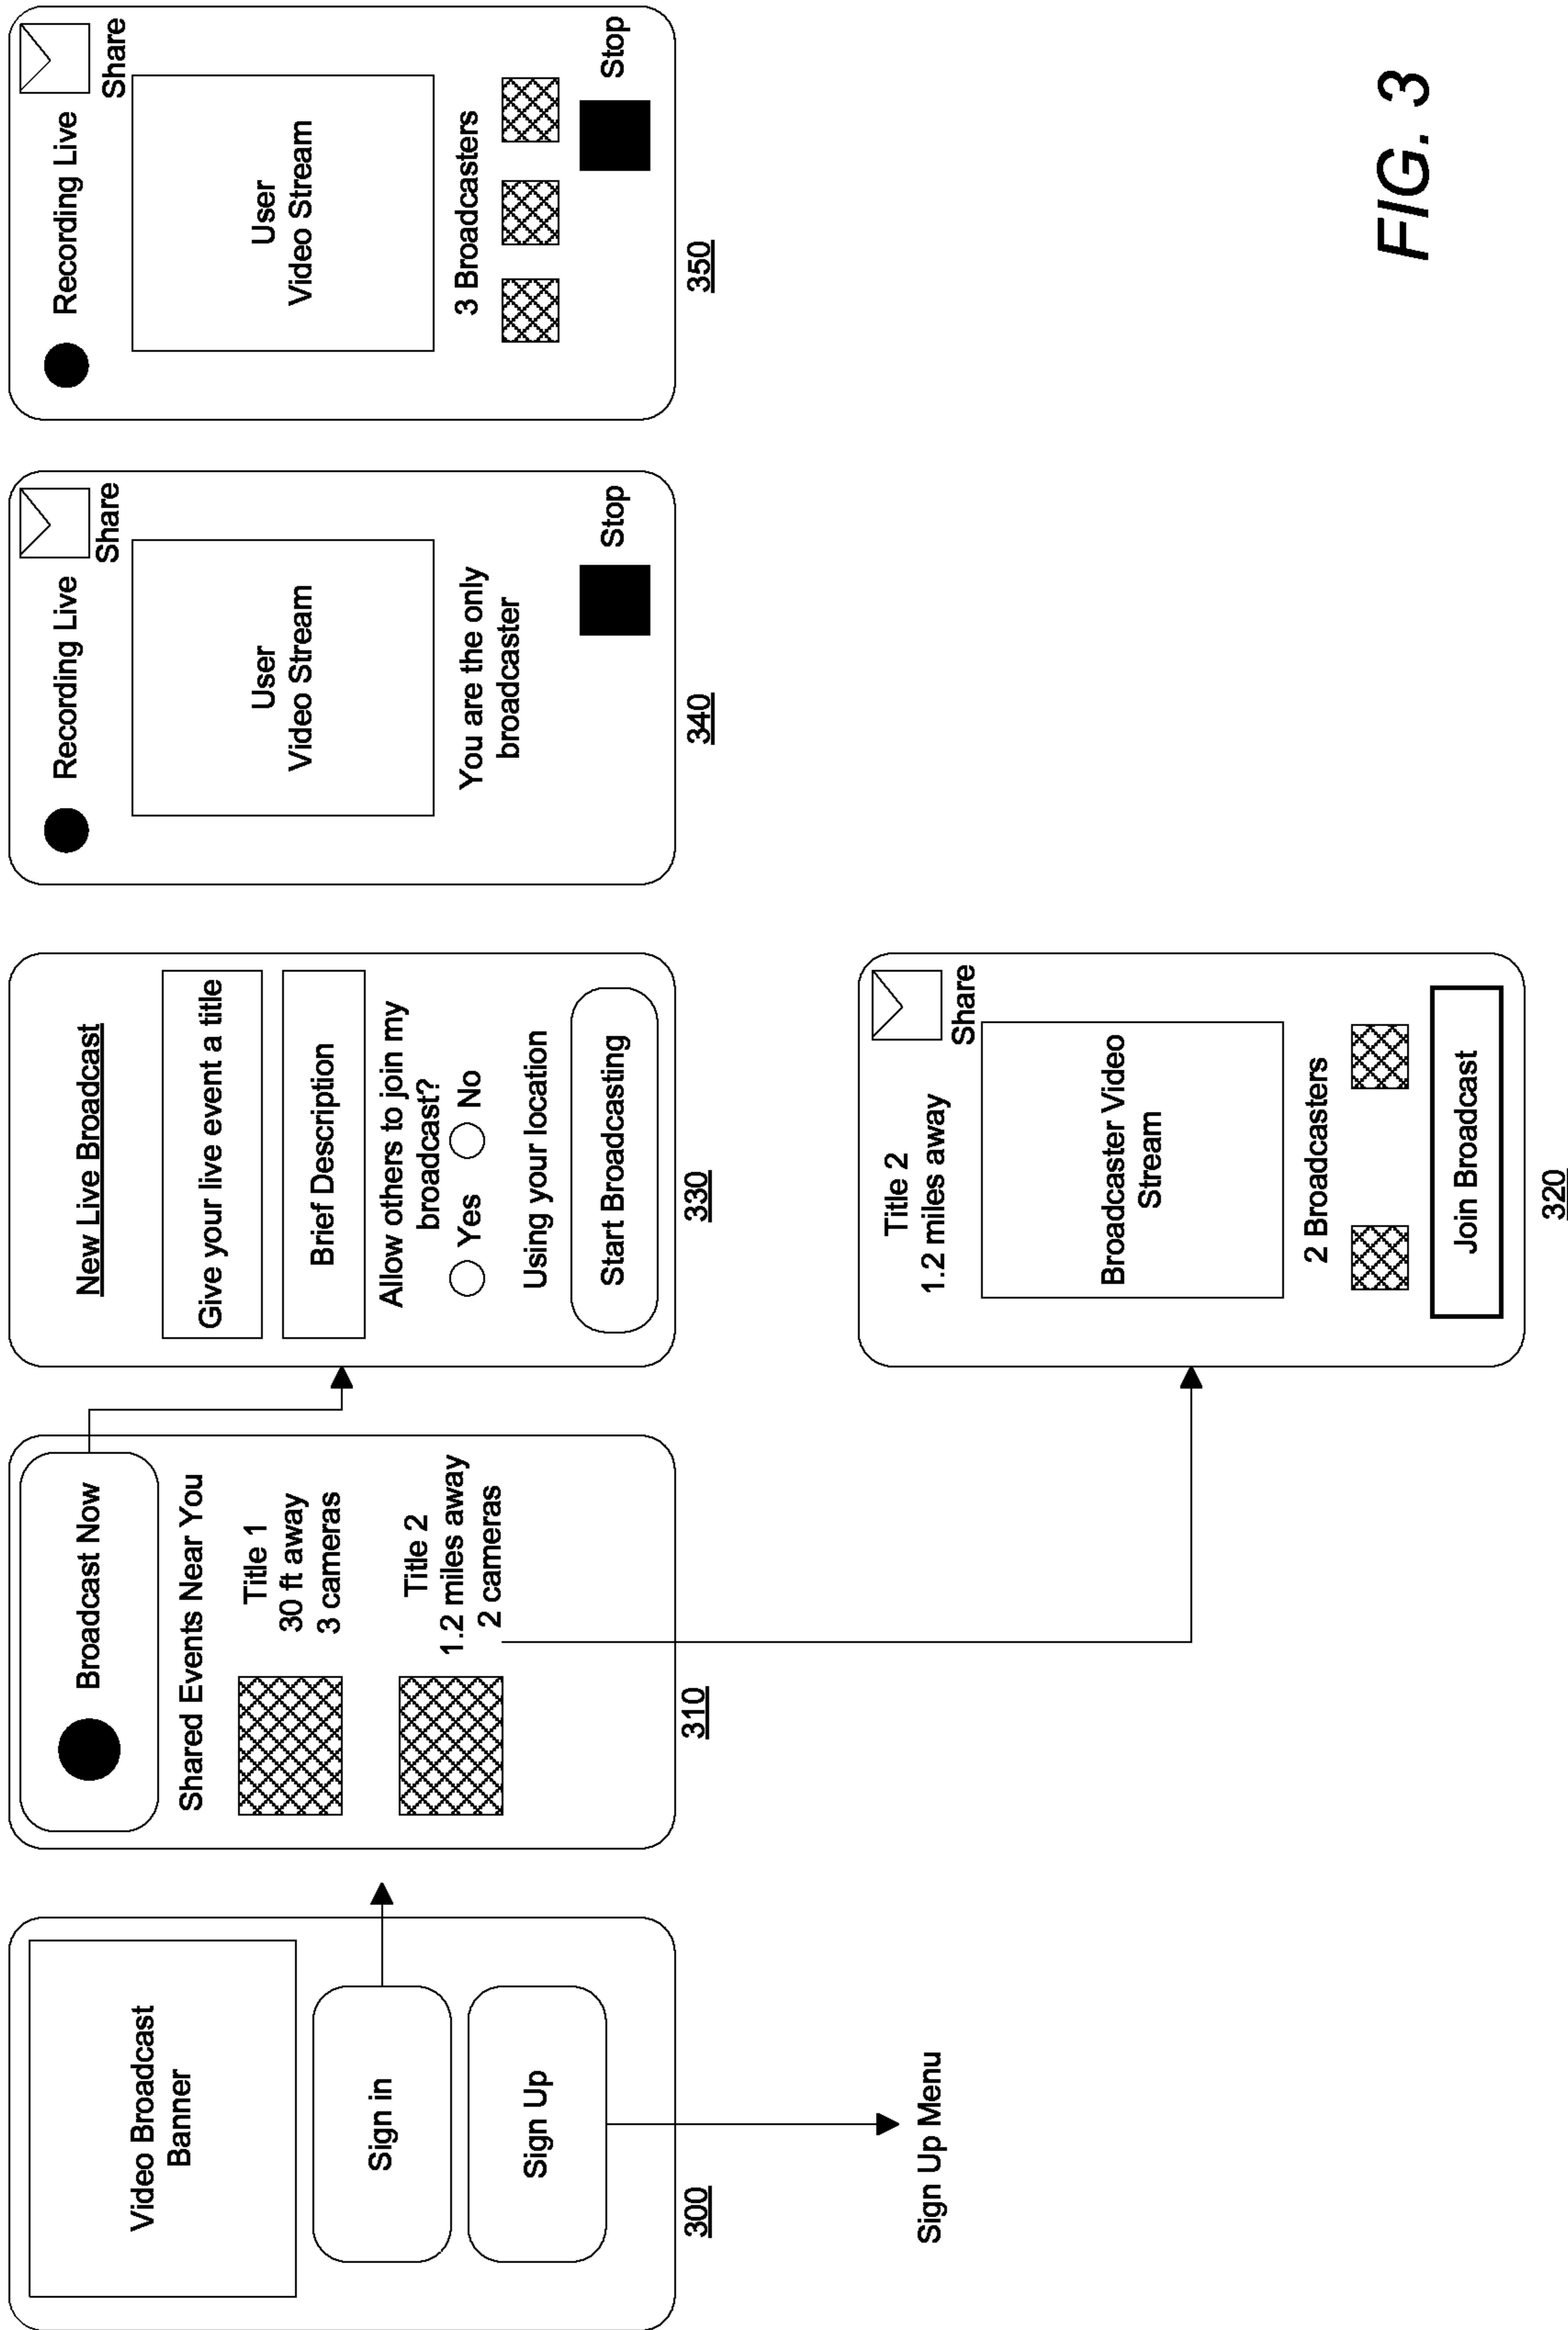 Video Broadcast
Banner
Sign in
Sign Up
300
Sign Up Menu
Broadcast Now
Shared Events Near You
Title 1
30 ft away
3 cameras
Title 2
1.2 miles away
2 cameras
310
New Live Broadcast
Give your live event a title
Brief Description
Allow others to join my
broadcast?
Yes No
Using your location
Start Broadcasting
330
Title 2
1.2 miles away
Share
Broadcaster Video
Stream
2 Broadcasters
Join Broadcast
320
Recording Live
Share
User
Video Stream
You are the only
broadcaster
Stop
340
Recording Live
Share
User
Video Stream
3 Broadcasters
Stop
350
FIG. 3